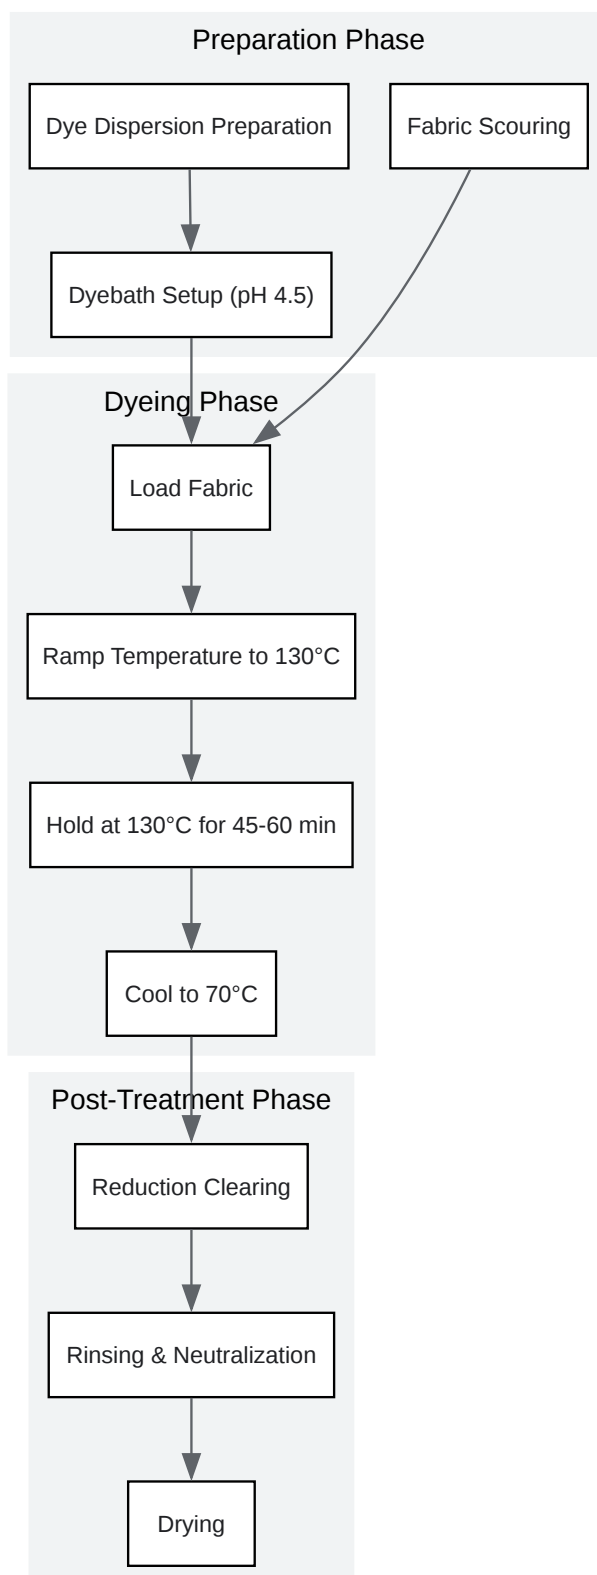 Preparation Phase
Dye Dispersion Preparation
Fabric Scouring
Dyebath Setup (pH 4.5)
Dyeing Phase
Load Fabric
Ramp Temperature to 130°C
Hold at 130°C for 45-60 min
Cool to 70°C
Post-Treatment Phase
Reduction Clearing
Rinsing & Neutralization
Drying